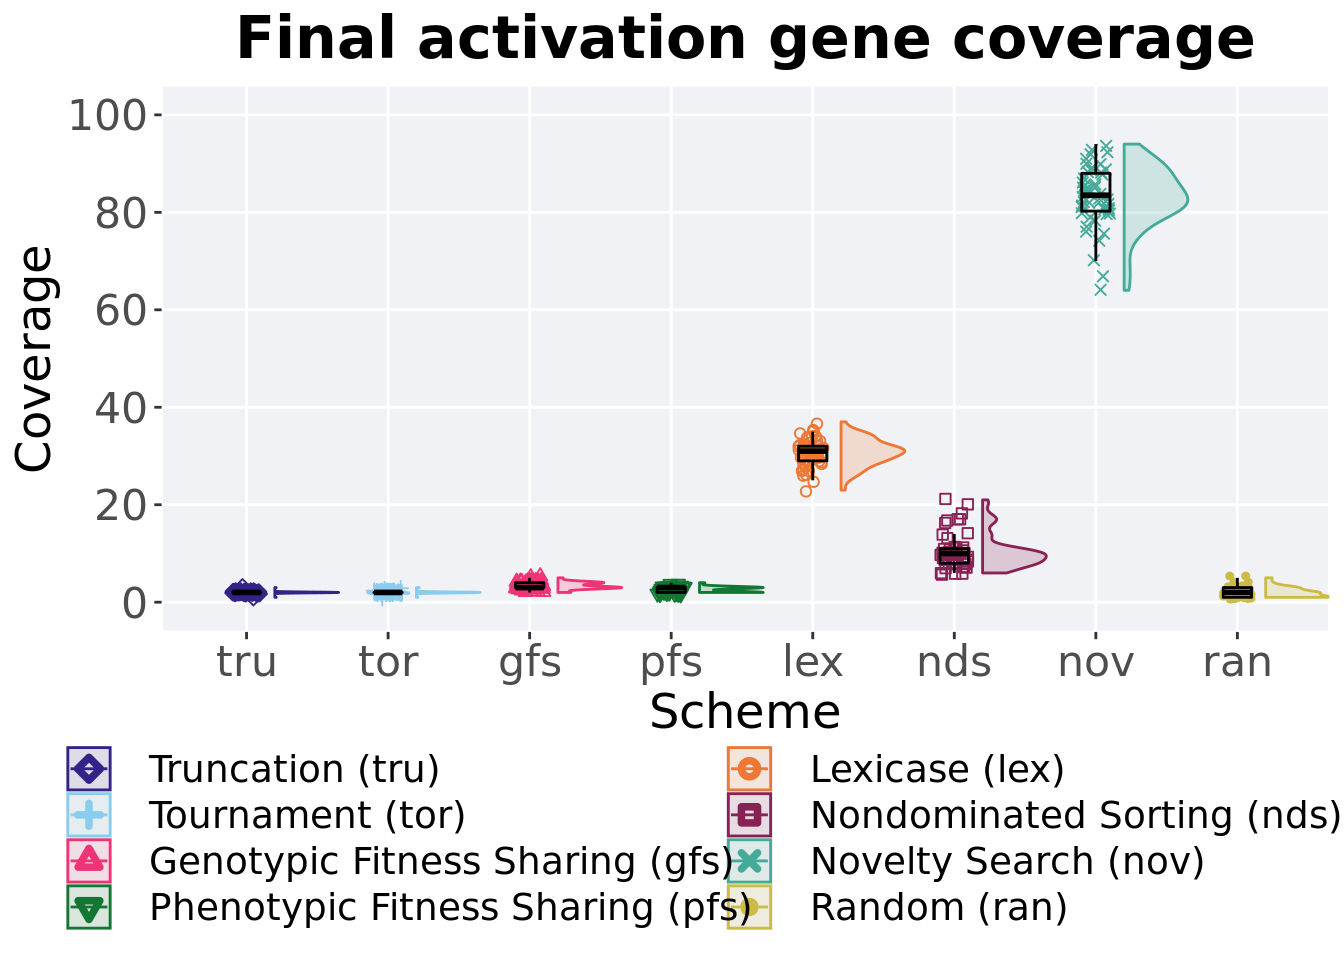 Final activation gene coverage
Coverage
100
80
60
40
20
0
tru tor gfs pfs lex nds nov ran
Scheme
Truncation (tru)
Tournament (tor)
Genotypic Fitness Sharing (gfs)
Phenotypic Fitness Sharing (pfs)
Lexicase (lex)
Nondominated Sorting (nds)
Novelty Search (nov)
Random (ran)